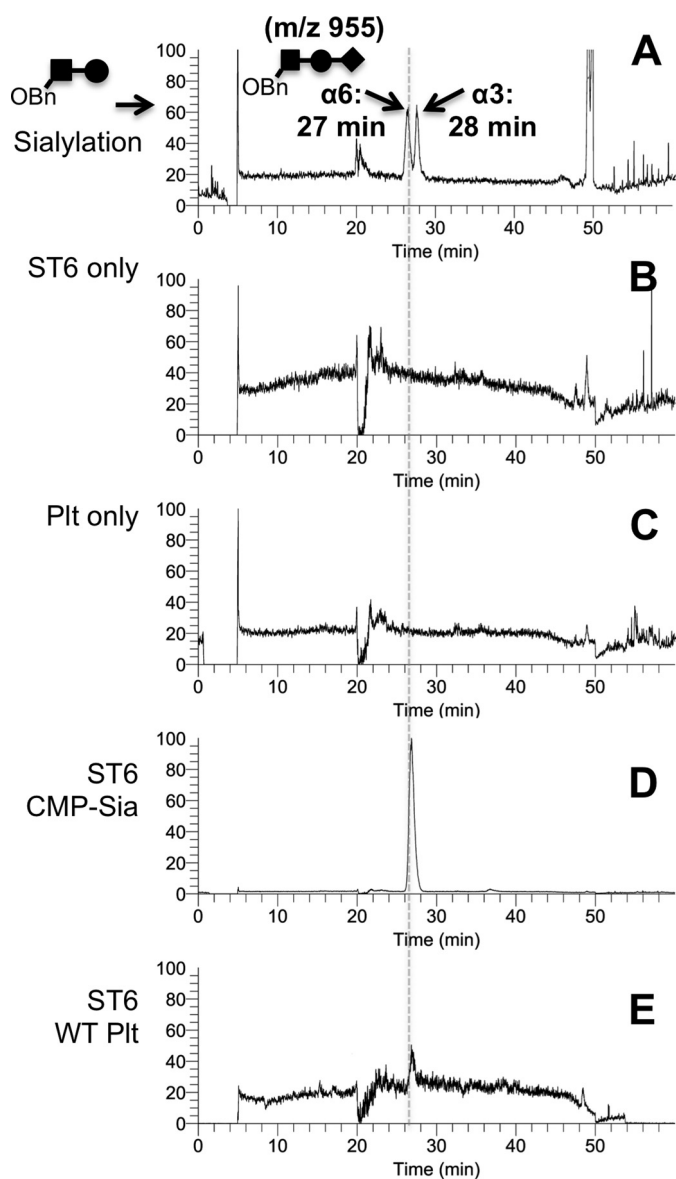 (m/z 955)
A
OBn
OBn
Sialylation
α6:
27 min
α3:
28 min
100
80
60
40
20
0
0 10 20 30 40 50
Time (min)
ST6 only
B
100
80
60
40
20
0
0 10 20 30 40 50
Time (min)
Plt only
C
100
80
60
40
20
0
0 10 20 30 40 50
Time (min)
ST6
CMP-Sia
D
100
80
60
40
20
0
0 10 20 30 40 50
Time (min)
ST6
WT Plt
E
100
80
60
40
20
0
0 10 20 30 40 50
Time (min)